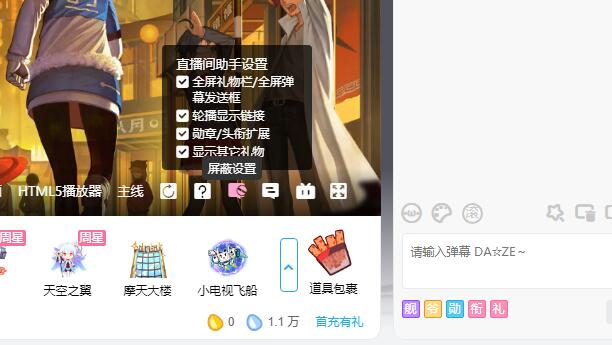 直播间助手设置
全屏礼物栏/全屏弹
幕发送框
轮播显示链接
勋章/头衔扩展
显示其它礼物
屏蔽设置
HTML5播放器
主线
周星
周星
天空之翼
摩天大楼
小电视飞船
道具包裹
0
1.1 万
首充有礼
滚
请输入弹幕 DA☆ZE～
舰
爷
勋
衔
礼